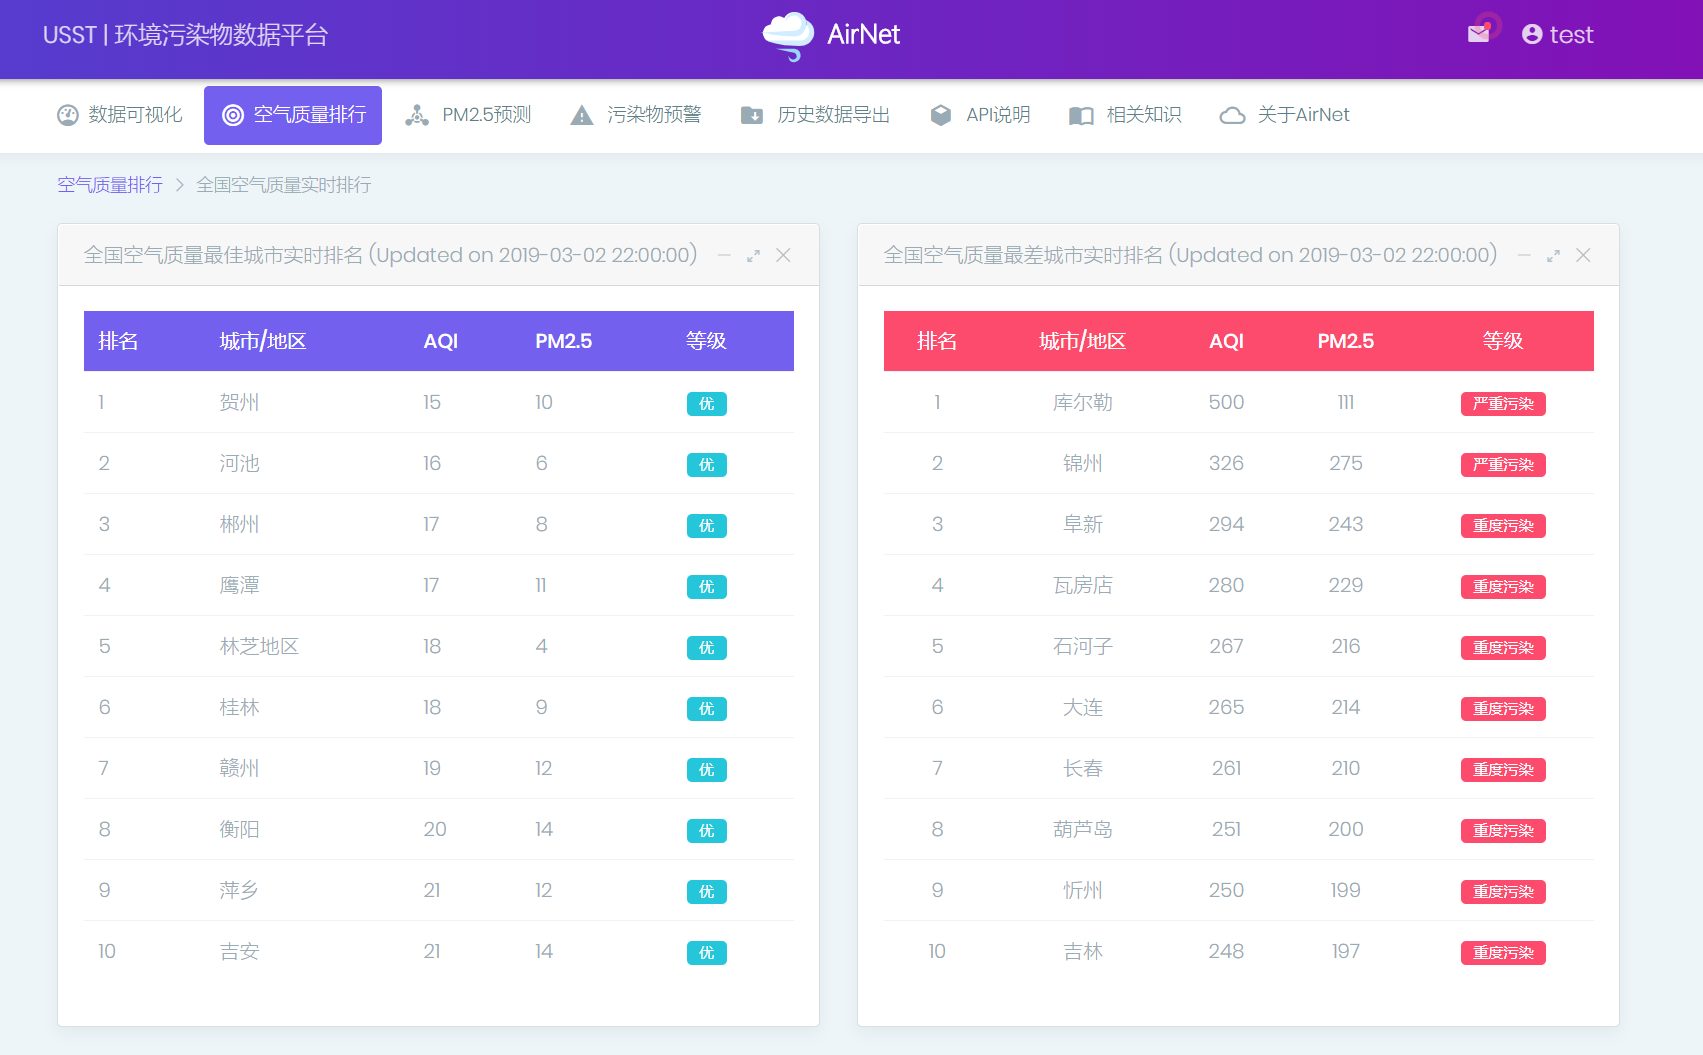 USST | 环境污染物数据平台
AirNet
test
数据可视化 空气质量排行 PM2.5预测 污染物预警 历史数据导出 API说明 相关知识 关于AirNet
空气质量排行 > 全国空气质量实时排行
全国空气质量最佳城市实时排名 (Updated on 2019-03-02 22:00:00)
排名 城市/地区 AQI PM2.5 等级
1 贺州 15 10 优
2 河池 16 6 优
3 郴州 17 8 优
4 鹰潭 17 11 优
5 林芝地区 18 4 优
6 桂林 18 9 优
7 赣州 19 12 优
8 衡阳 20 14 优
9 萍乡 21 12 优
10 吉安 21 14 优
全国空气质量最差城市实时排名 (Updated on 2019-03-02 22:00:00)
排名 城市/地区 AQI PM2.5 等级
1 库尔勒 500 111 严重污染
2 锦州 326 275 严重污染
3 阜新 294 243 重度污染
4 瓦房店 280 229 重度污染
5 石河子 267 216 重度污染
6 大连 265 214 重度污染
7 长春 261 210 重度污染
8 葫芦岛 251 200 重度污染
9 忻州 250 199 重度污染
10 吉林 248 197 重度污染